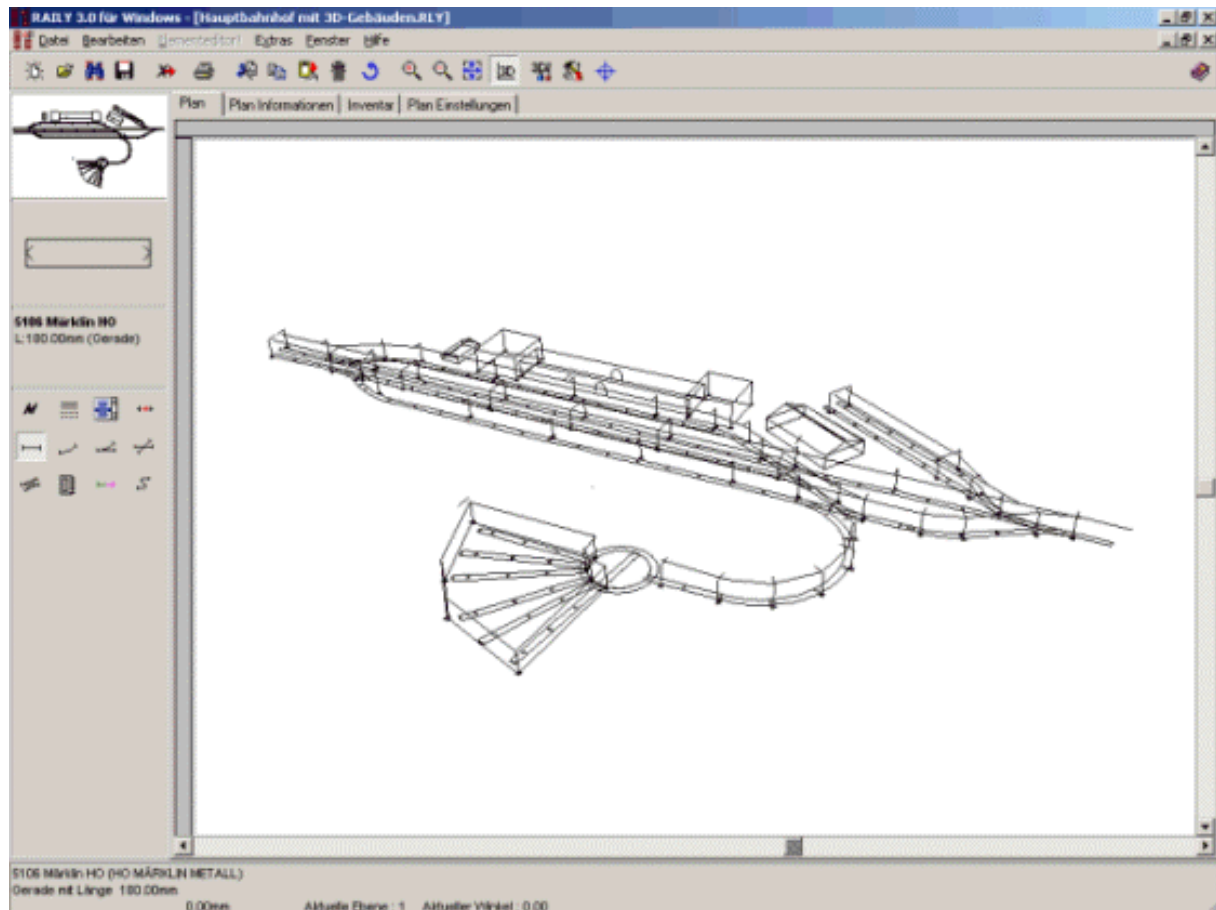 RAILY 3.0 für Windows - [Hauptbahnhof mit 3D-Gebäuden.RLY]
Datei Bearbeiten Elementeditor! Extras Fenster Hilfe
Plan Plan Informationen Inventar Plan Einstellungen
5106 Märklin HO
L:180.00mm (Gerade)
5106 Märklin HO (HO MÄRKLIN METALL)
Gerade mit Länge 180.00mm
0.00mm Aktuelle Ebene : 1 Aktueller Winkel : 0.00